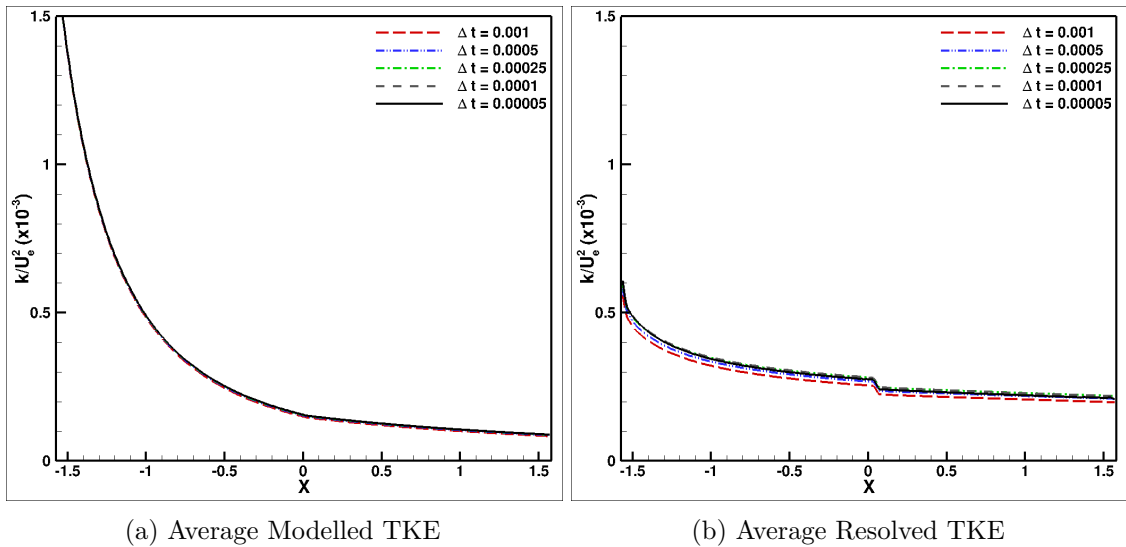 1.5
1
0.5
0
k/U_e^2 (x10^-3)
Δ t = 0.001
Δ t = 0.0005
Δ t = 0.00025
Δ t = 0.0001
Δ t = 0.00005
-1.5 -1 -0.5 0 0.5 1 1.5
X
(a) Average Modelled TKE
1.5
1
0.5
0
k/U_e^2 (x10^-3)
Δ t = 0.001
Δ t = 0.0005
Δ t = 0.00025
Δ t = 0.0001
Δ t = 0.00005
-1.5 -1 -0.5 0 0.5 1 1.5
X
(b) Average Resolved TKE